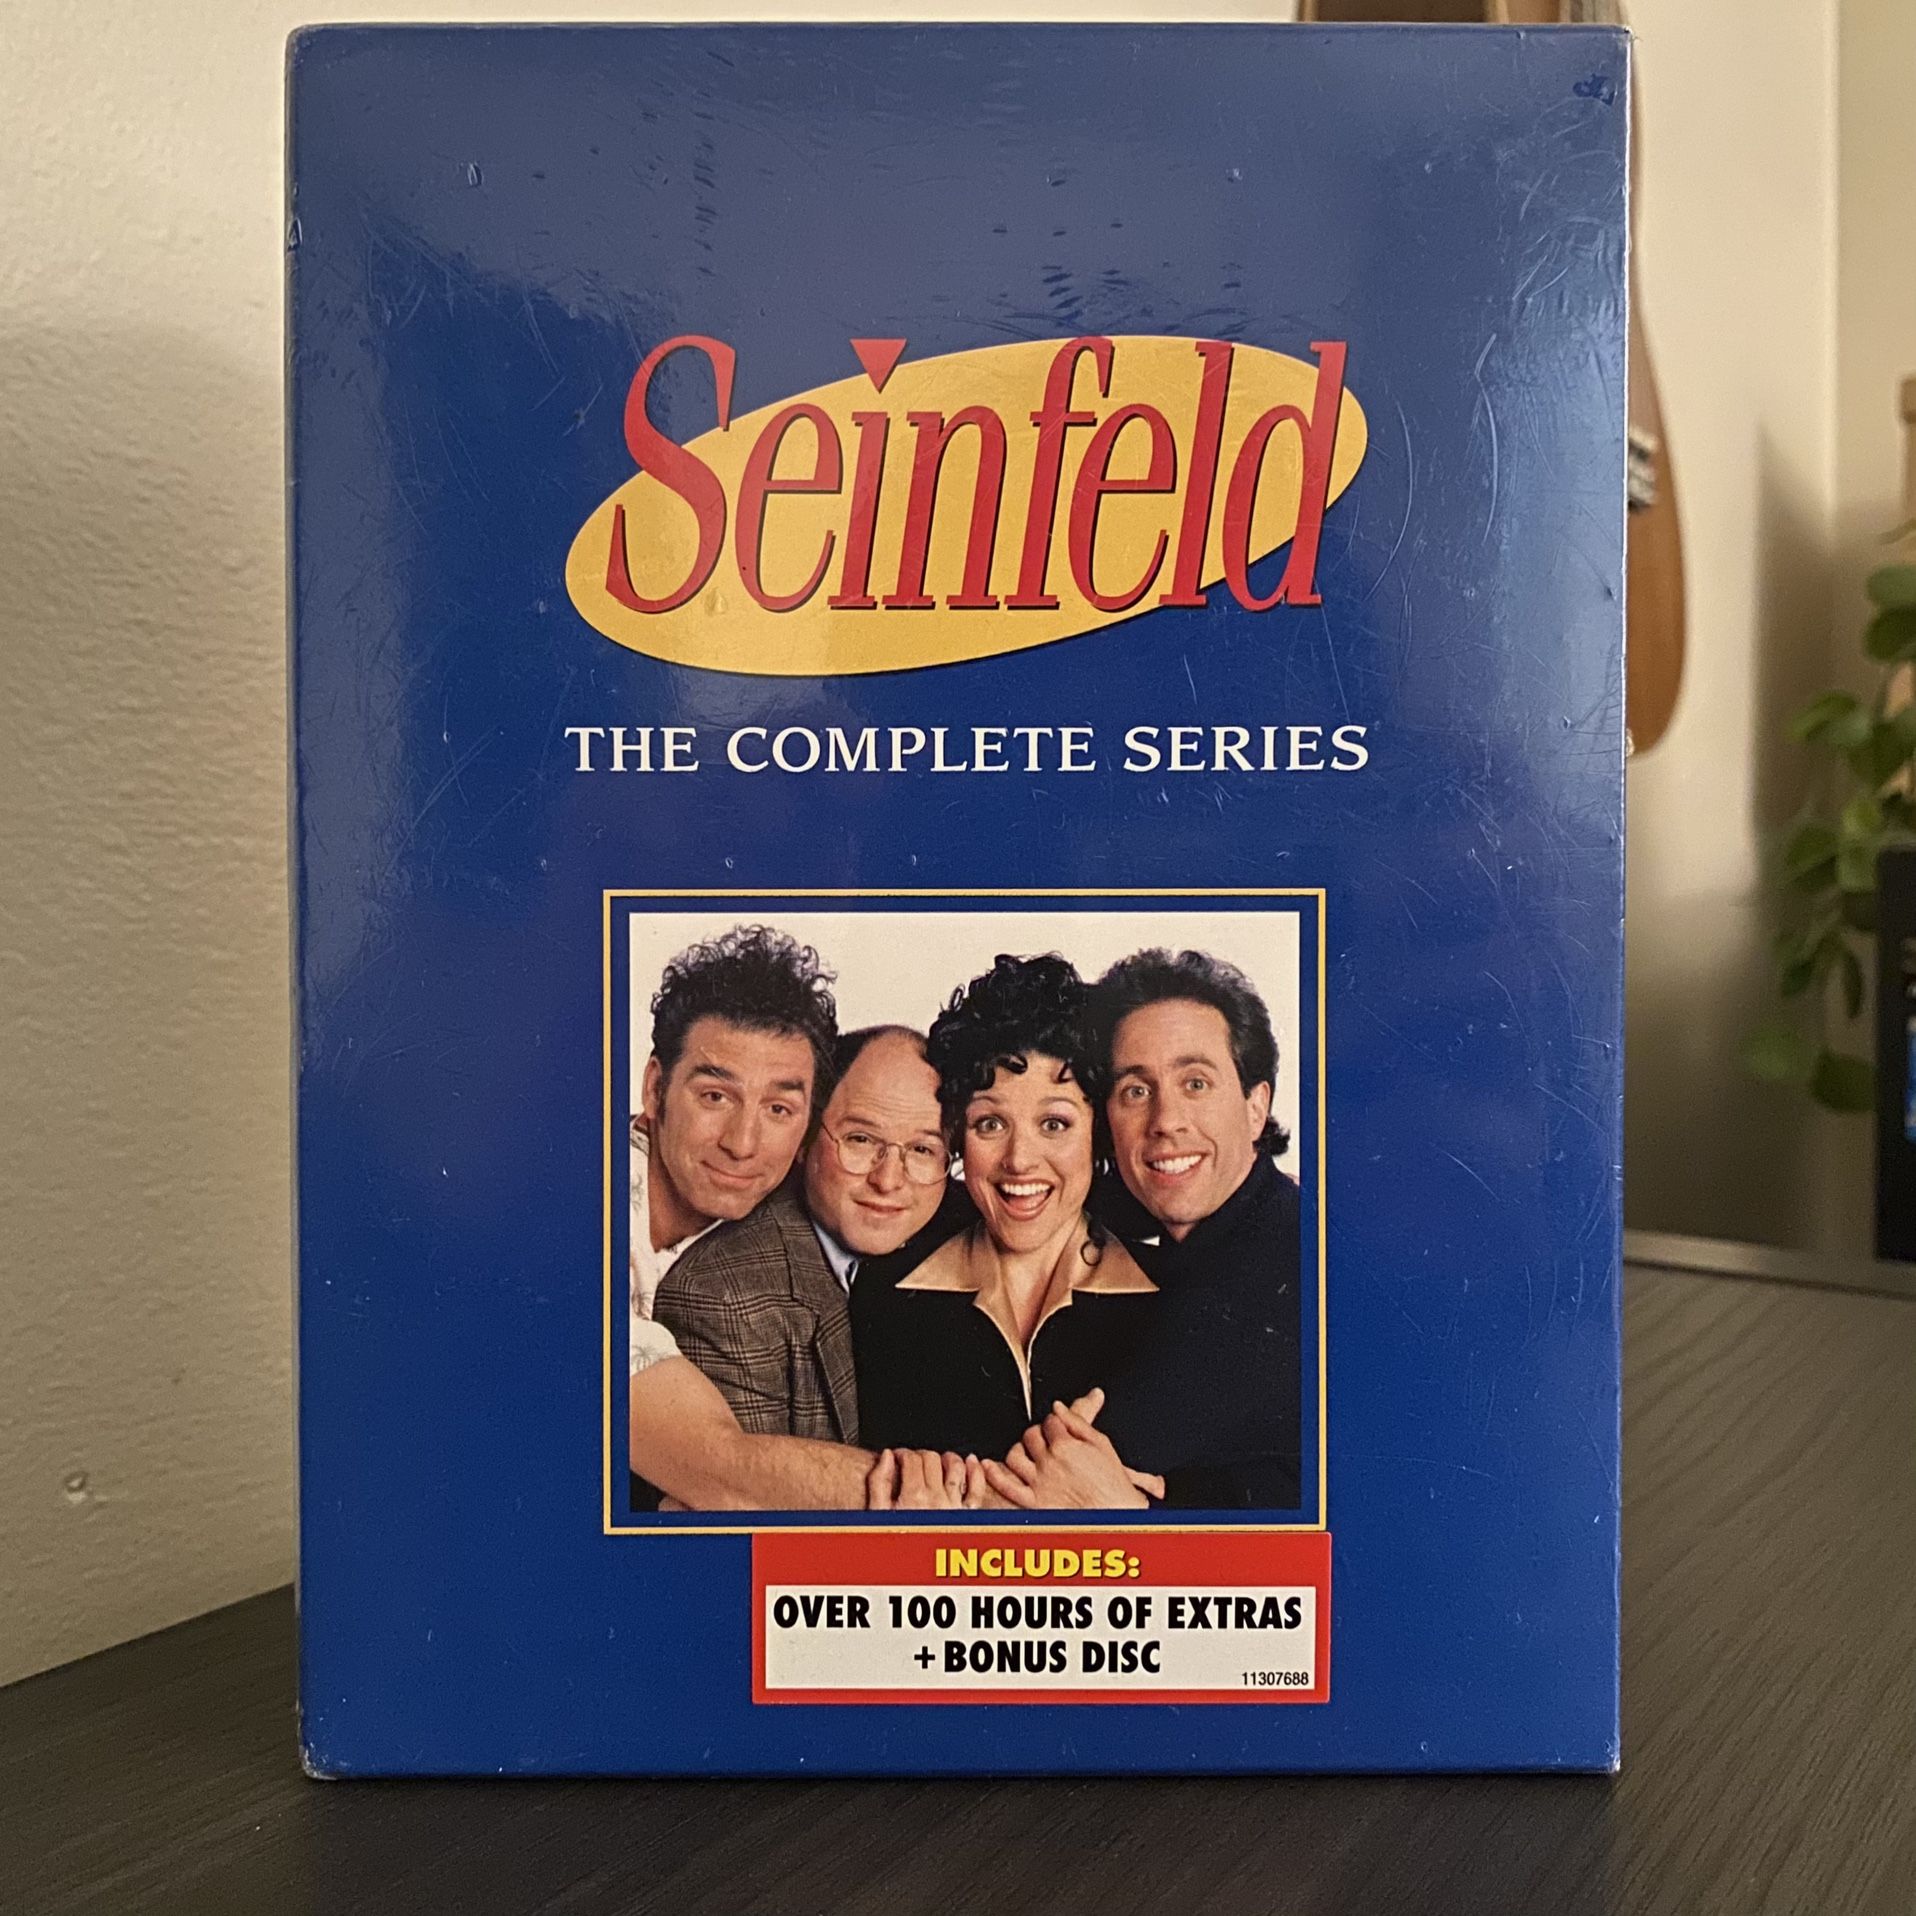 Seinfeld
THE COMPLETE SERIES
INCLUDES:
OVER 100 HOURS OF EXTRAS
+ BONUS DISC
11307688